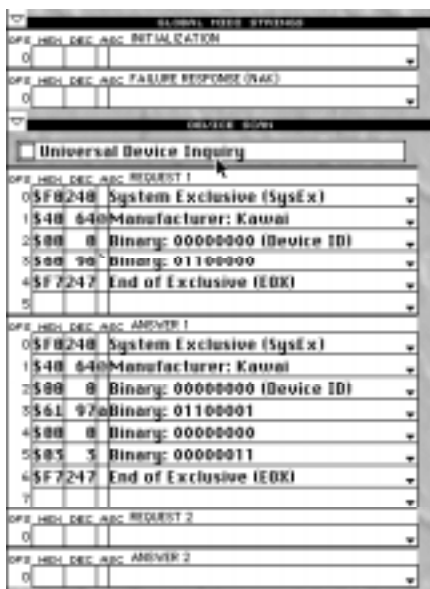 GLOBAL MIDI STRINGS
OFS HEX DEC ASC INITIALIZATION
0
OFS HEX DEC ASC FAILURE RESPONSE (NAK)
0
DEVICE SCAN
Universal Device Inquiry
OFS HEX DEC ASC REQUEST 1
0 $F0 240 System Exclusive (SysEx)
1 $40 64 @ Manufacturer: Kawai
2 $00 0 Binary: 00000000 (Device ID)
3 $60 96 ` Binary: 01100000
4 $F7 247 End of Exclusive (EOX)
5
OFS HEX DEC ASC ANSWER 1
0 $F0 240 System Exclusive (SysEx)
1 $40 64 @ Manufacturer: Kawai
2 $00 0 Binary: 00000000 (Device ID)
3 $61 97 a Binary: 01100001
4 $00 0 Binary: 00000000
5 $03 3 Binary: 00000011
6 $F7 247 End of Exclusive (EOX)
7
OFS HEX DEC ASC REQUEST 2
0
OFS HEX DEC ASC ANSWER 2
0